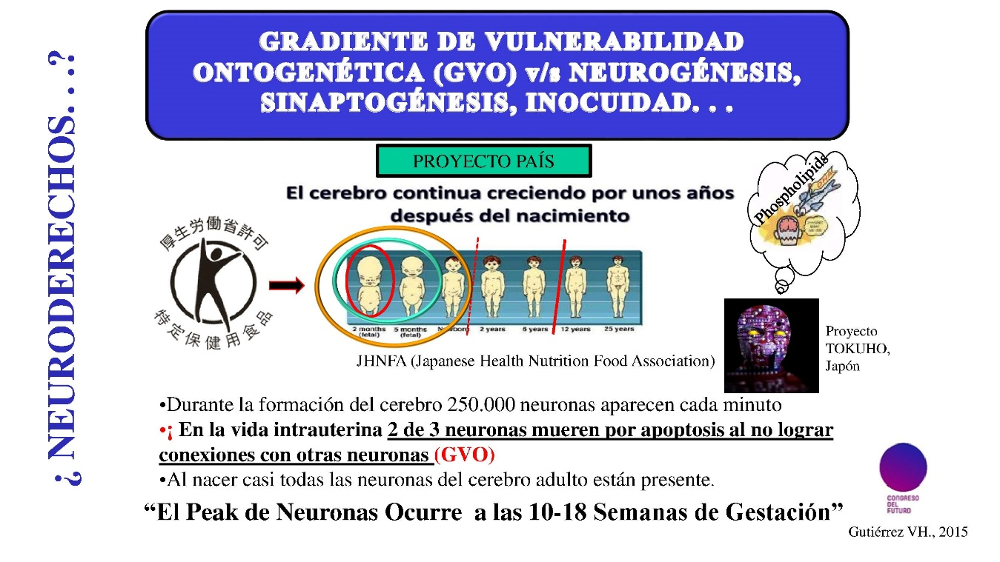 ¿ NEURODERECHOS. . .?
GRADIENTE DE VULNERABILIDAD
ONTOGENÉTICA (GVO) v/s NEUROGÉNESIS,
SINAPTOGÉNESIS, INOCUIDAD. . .
PROYECTO PAÍS
El cerebro continua creciendo por unos años
después del nacimiento
厚生労働省許可
特定保健用食品
2 months
(fetal)
5 months
(fetal)
Newborn
2 years
6 years
12 years
25 years
Phospholipids
DHA
JHNFA (Japanese Health Nutrition Food Association)
Proyecto
TOKUHO,
Japón
•Durante la formación del cerebro 250.000 neuronas aparecen cada minuto
•¡ En la vida intrauterina 2 de 3 neuronas mueren por apoptosis al no lograr
conexiones con otras neuronas (GVO)
•Al nacer casi todas las neuronas del cerebro adulto están presente.
“El Peak de Neuronas Ocurre a las 10-18 Semanas de Gestación”
CONGRESO
DEL
FUTURO
Gutiérrez VH., 2015